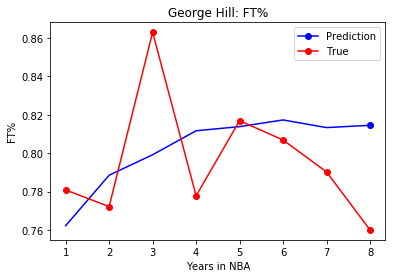 George Hill: FT%
Prediction
True
FT%
0.86
0.84
0.82
0.80
0.78
0.76
1 2 3 4 5 6 7 8
Years in NBA